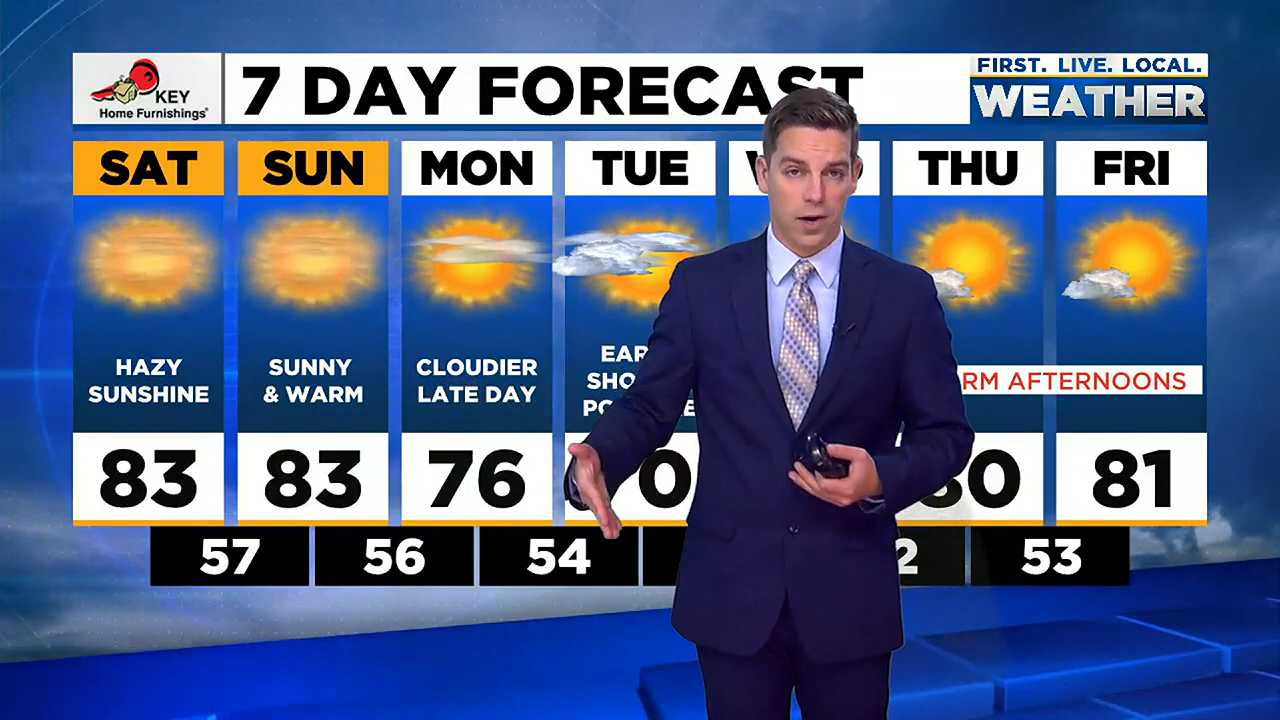 KEY
Home Furnishings
7 DAY FORECAST
FIRST. LIVE. LOCAL.
WEATHER
SAT
SUN
MON
TUE
THU
FRI
HAZY
SUNSHINE
SUNNY
& WARM
CLOUDIER
LATE DAY
AFTERNOONS
83
83
76
81
57
56
54
53